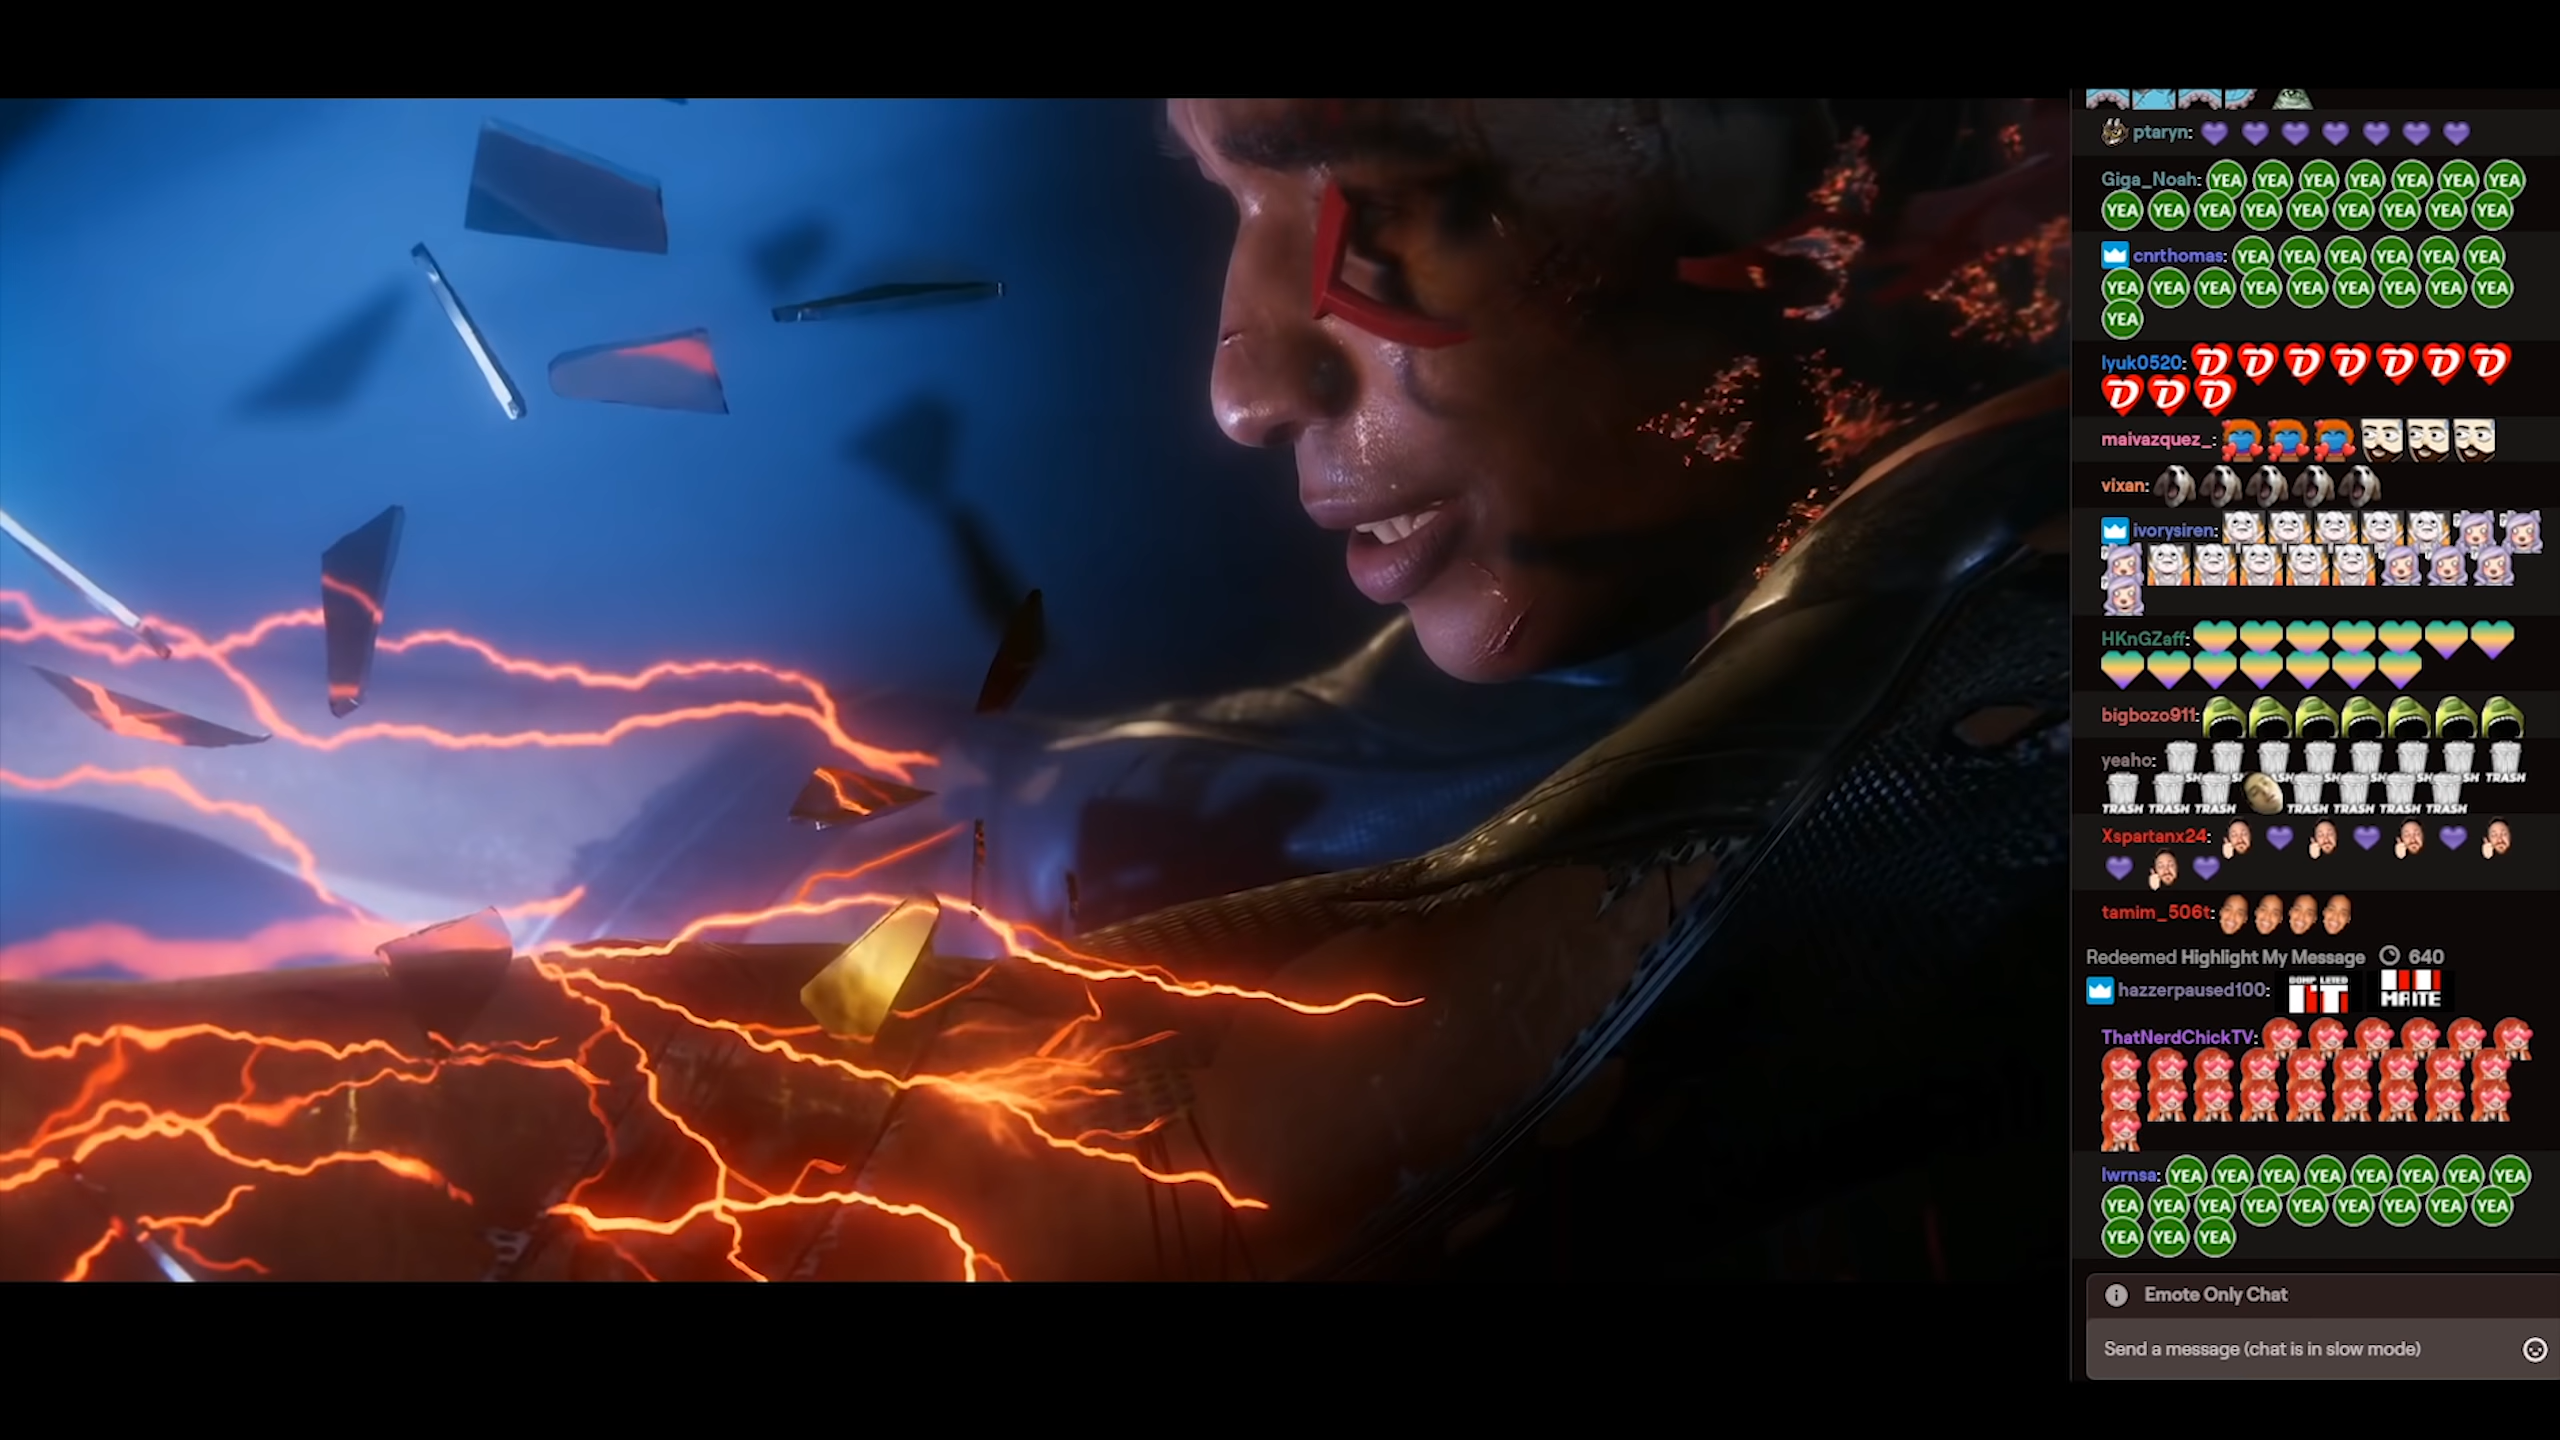 ptaryn:
Giga_Noah: YEA YEA YEA YEA YEA YEA YEA
YEA YEA YEA YEA YEA YEA YEA YEA YEA
cnrthomas: YEA YEA YEA YEA YEA YEA
YEA YEA YEA YEA YEA YEA YEA YEA YEA
YEA
lyuk0520: D D D D D D D
D D D
maivazquez_:
vixan:
ivorysiren:
HKnGZaff:
bigbozo911:
yeaho: TRASH
TRASH TRASH TRASH TRASH TRASH TRASH TRASH
Xspartanx24:
tamim_506t:
Redeemed Highlight My Message 640
hazzerpaused100: MAITE
ThatNerdChickTV:
lwrnsa: YEA YEA YEA YEA YEA YEA YEA YEA
YEA YEA YEA YEA YEA YEA YEA YEA YEA
YEA YEA YEA
Emote Only Chat
Send a message (chat is in slow mode)